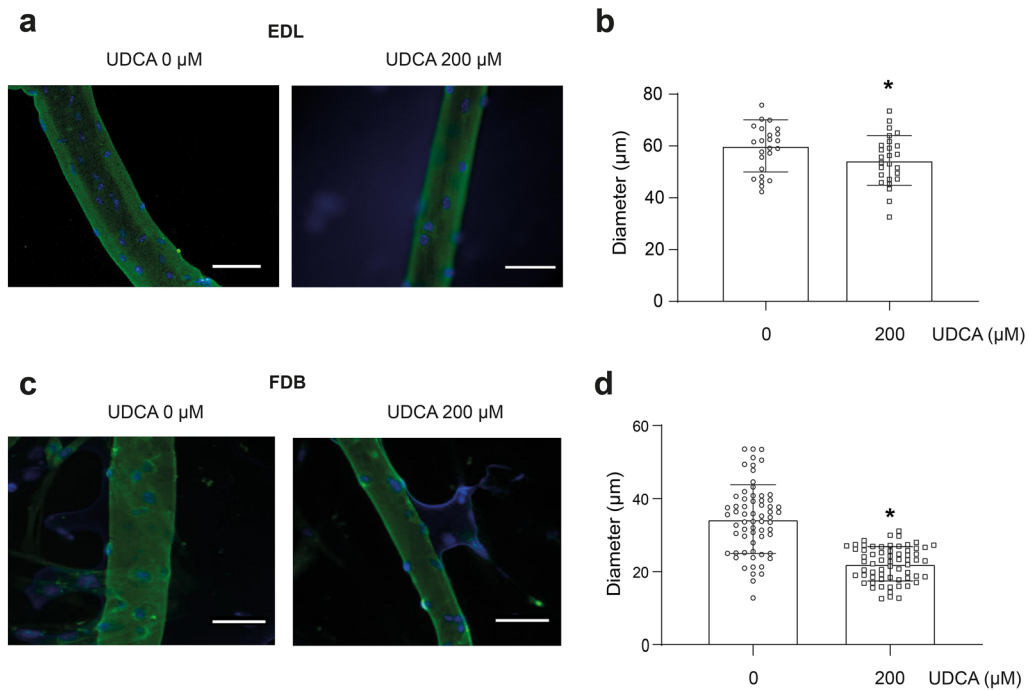 a
EDL
UDCA 0 µM
UDCA 200 µM
b
Diameter (µm)
80
60
40
20
0
*
0
200
UDCA (µM)
c
FDB
UDCA 0 µM
UDCA 200 µM
d
Diameter (µm)
60
40
20
0
*
0
200
UDCA (µM)